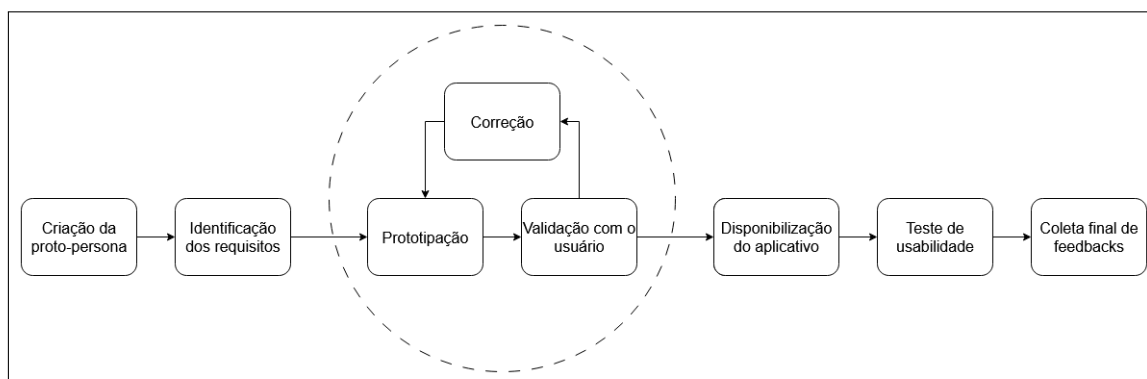 Correção
Criação da
proto-persona
Identificação
dos requisitos
Prototipação
Validação com o
usuário
Disponibilização
do aplicativo
Teste de
usabilidade
Coleta final de
feedbacks